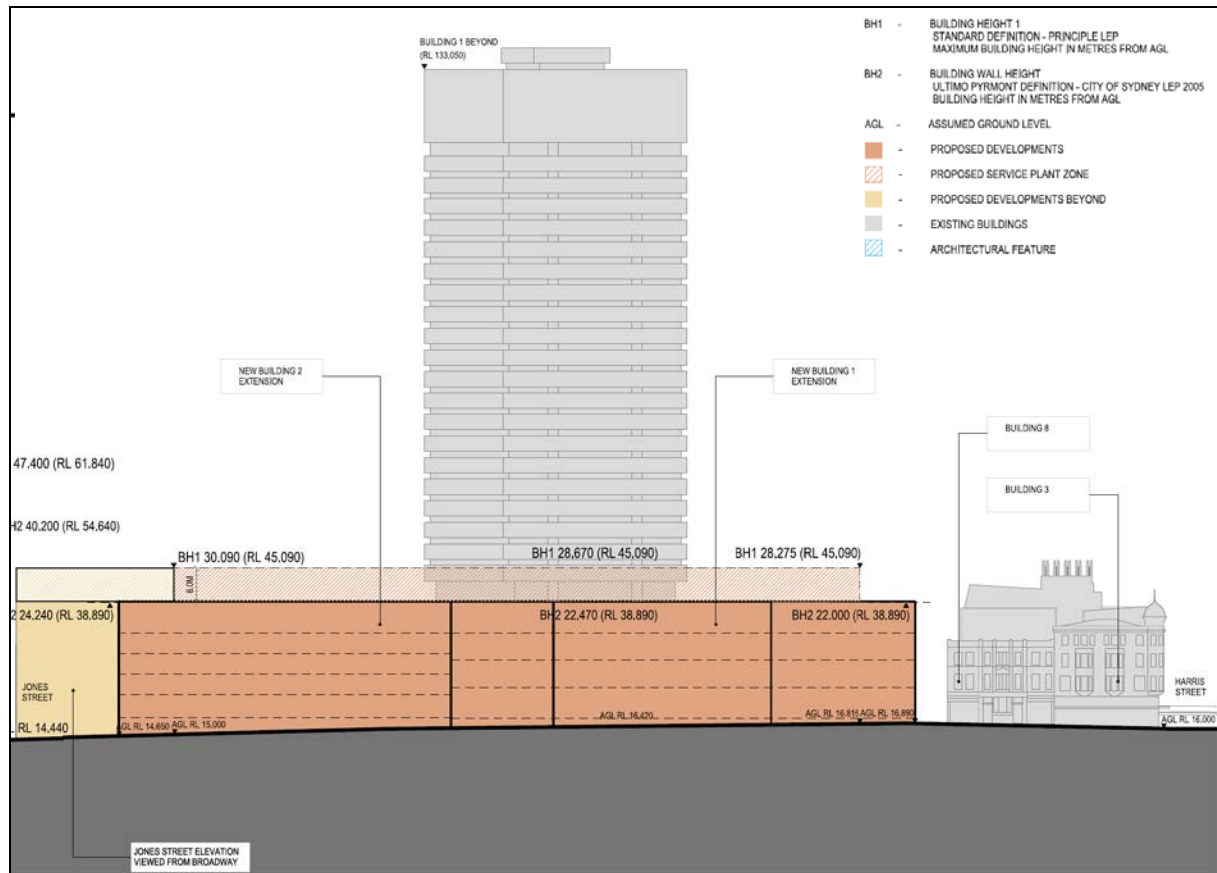 BUILDING 1 BEYOND
(RL 133,050)
BH1 - BUILDING HEIGHT 1
STANDARD DEFINITION - PRINCIPLE LEP
MAXIMUM BUILDING HEIGHT IN METRES FROM AGL
BH2 - BUILDING WALL HEIGHT
ULTIMO PYRMONT DEFINITION - CITY OF SYDNEY LEP 2005
BUILDING HEIGHT IN METRES FROM AGL
AGL - ASSUMED GROUND LEVEL
- PROPOSED DEVELOPMENTS
- PROPOSED SERVICE PLANT ZONE
- PROPOSED DEVELOPMENTS BEYOND
- EXISTING BUILDINGS
- ARCHITECTURAL FEATURE
NEW BUILDING 2
EXTENSION
NEW BUILDING 1
EXTENSION
BUILDING 8
BUILDING 3
47.400 (RL 61.840)
H2 40.200 (RL 54,640)
BH1 30.090 (RL 45.090)
BH1 28,670 (RL 45,090)
BH1 28.275 (RL 45.090)
6.0M
2 24.240 (RL 38.890)
BH2 22.470 (RL 38.890)
BH2 22.000 (RL 38.890)
JONES
STREET
HARRIS
STREET
RL 14.440
AGL RL 14.650
AGL RL 15,000
AGL RL 16.420
AGL RL 16.815
AGL RL 16.890
AGL RL 16.000
JONES STREET ELEVATION
VIEWED FROM BROADWAY